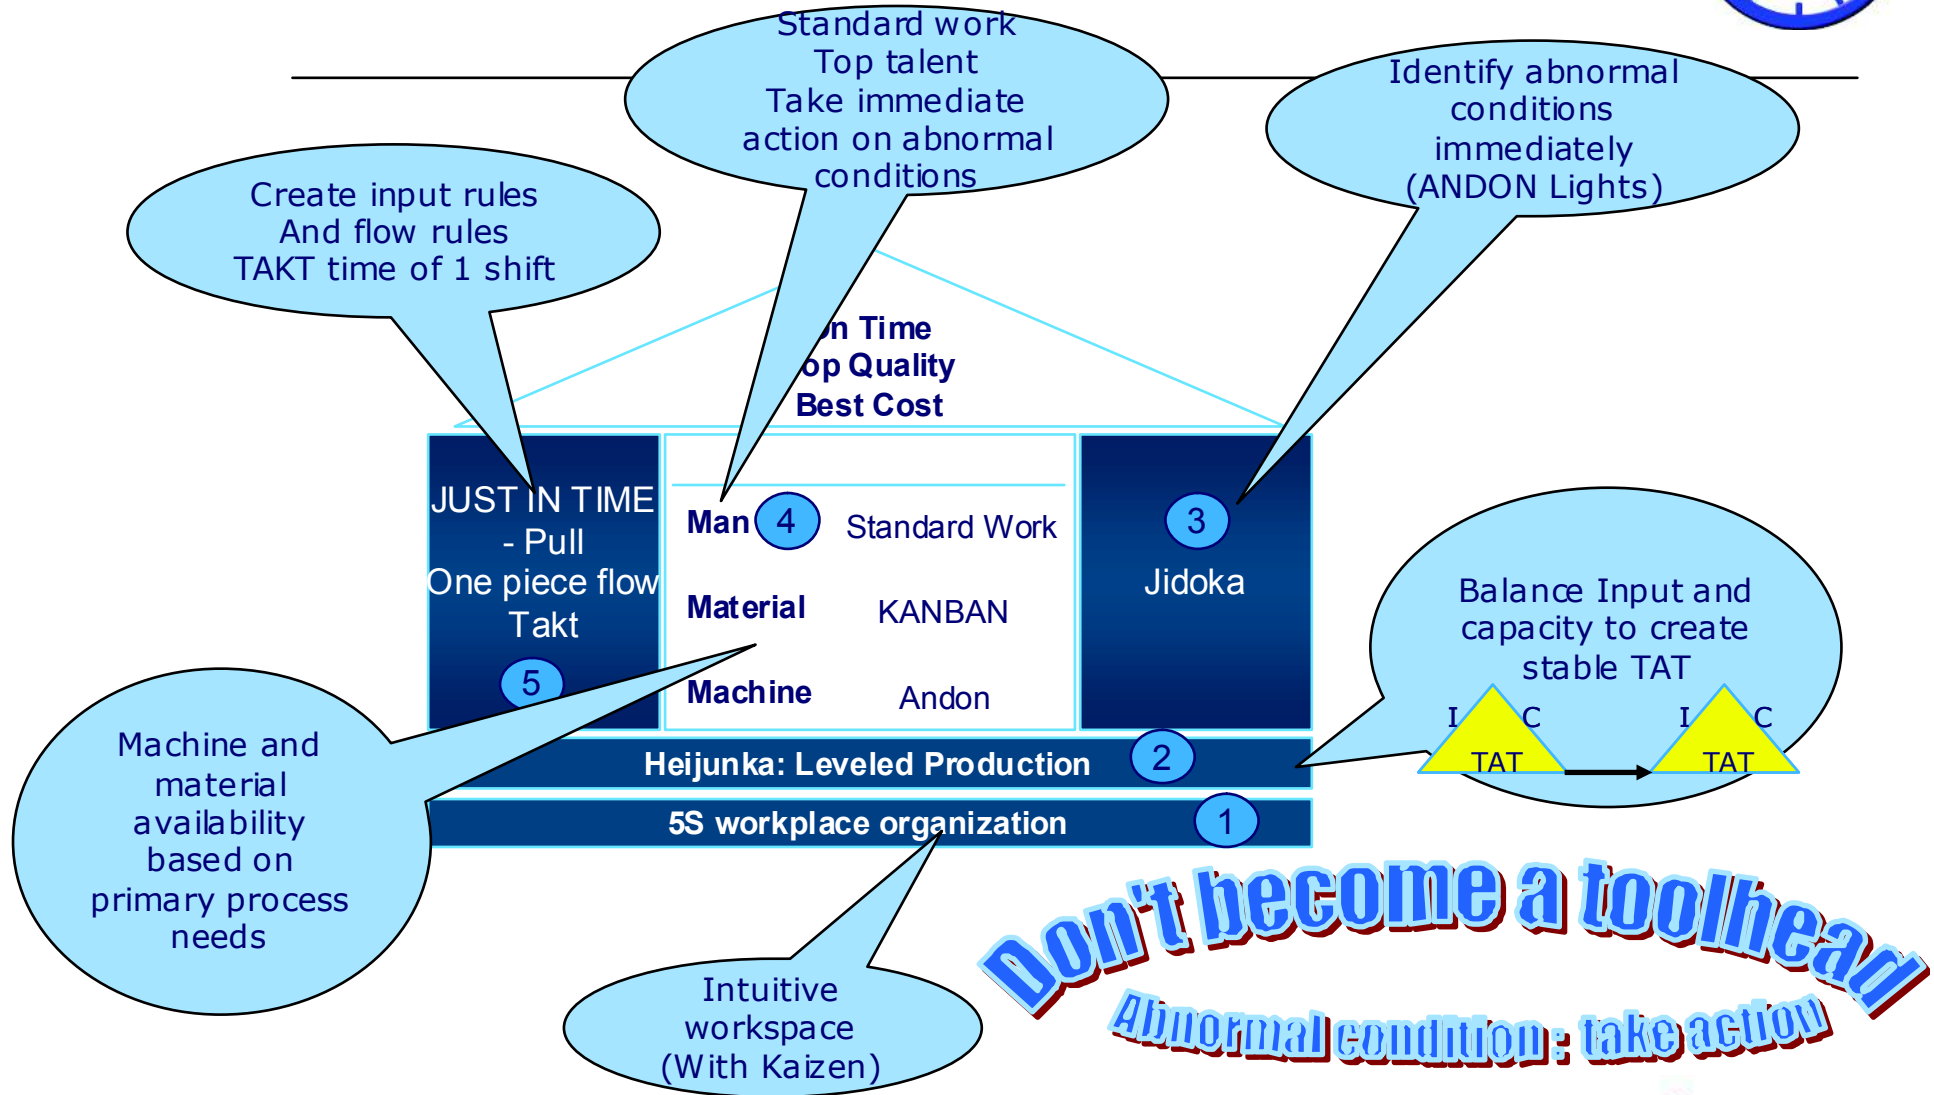 Standard work
Top talent
Take immediate
action on abnormal
conditions
Identify abnormal
conditions
immediately
(ANDON Lights)
Create input rules
And flow rules
TAKT time of 1 shift
n Time
op Quality
Best Cost
JUST IN TIME
- Pull
One piece flow
Takt
5
Man 4 Standard Work
Material KANBAN
Machine Andon
3
Jidoka
Balance Input and
capacity to create
stable TAT
I C I C
TAT TAT
Machine and
material
availability
based on
primary process
needs
Heijunka: Leveled Production 2
5S workplace organization 1
Intuitive
workspace
(With Kaizen)
Don't become a toolhead
Abnormal condition : take action